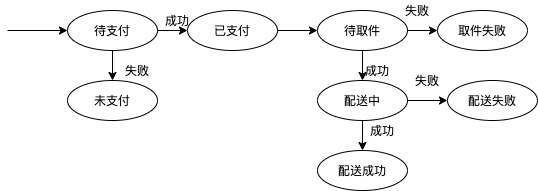 失败
待支付
成功
已支付
待取件
取件失败
失败
成功
失败
未支付
配送中
配送失败
成功
配送成功